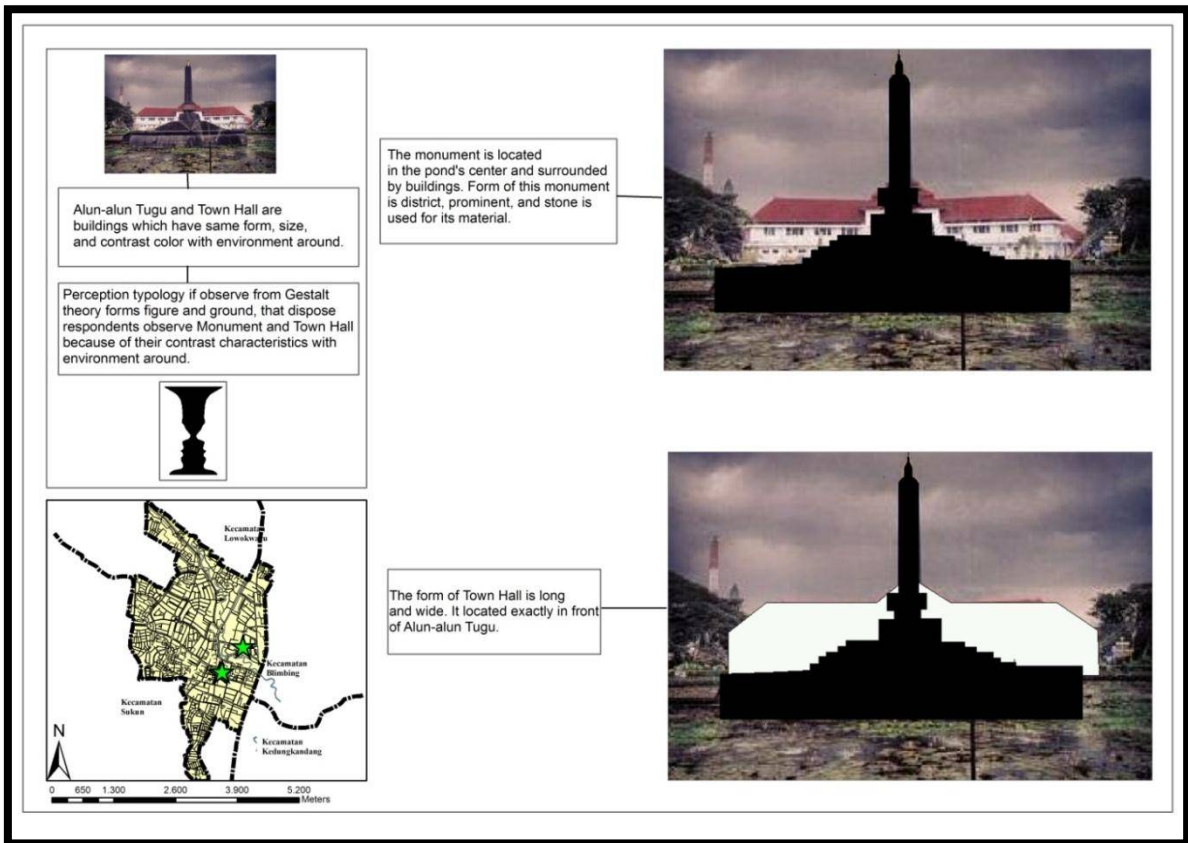 Alun-alun Tugu and Town Hall are
buildings which have same form, size,
and contrast color with environment around.
Perception typology if observe from Gestalt
theory forms figure and ground, that dispose
respondents observe Monument and Town Hall
because of their contrast characteristics with
environment around.
The monument is located
in the pond's center and surrounded
by buildings. Form of this monument
is district, prominent, and stone is
used for its material.
The form of Town Hall is long
and wide. It located exactly in front
of Alun-alun Tugu.
Kecamatan
Lowokwaru
Kecamatan
Blimbing
Kecamatan
Sukun
Kecamatan
Kedungkandang
N
0 650 1.300 2.600 3.900 5.200
Meters